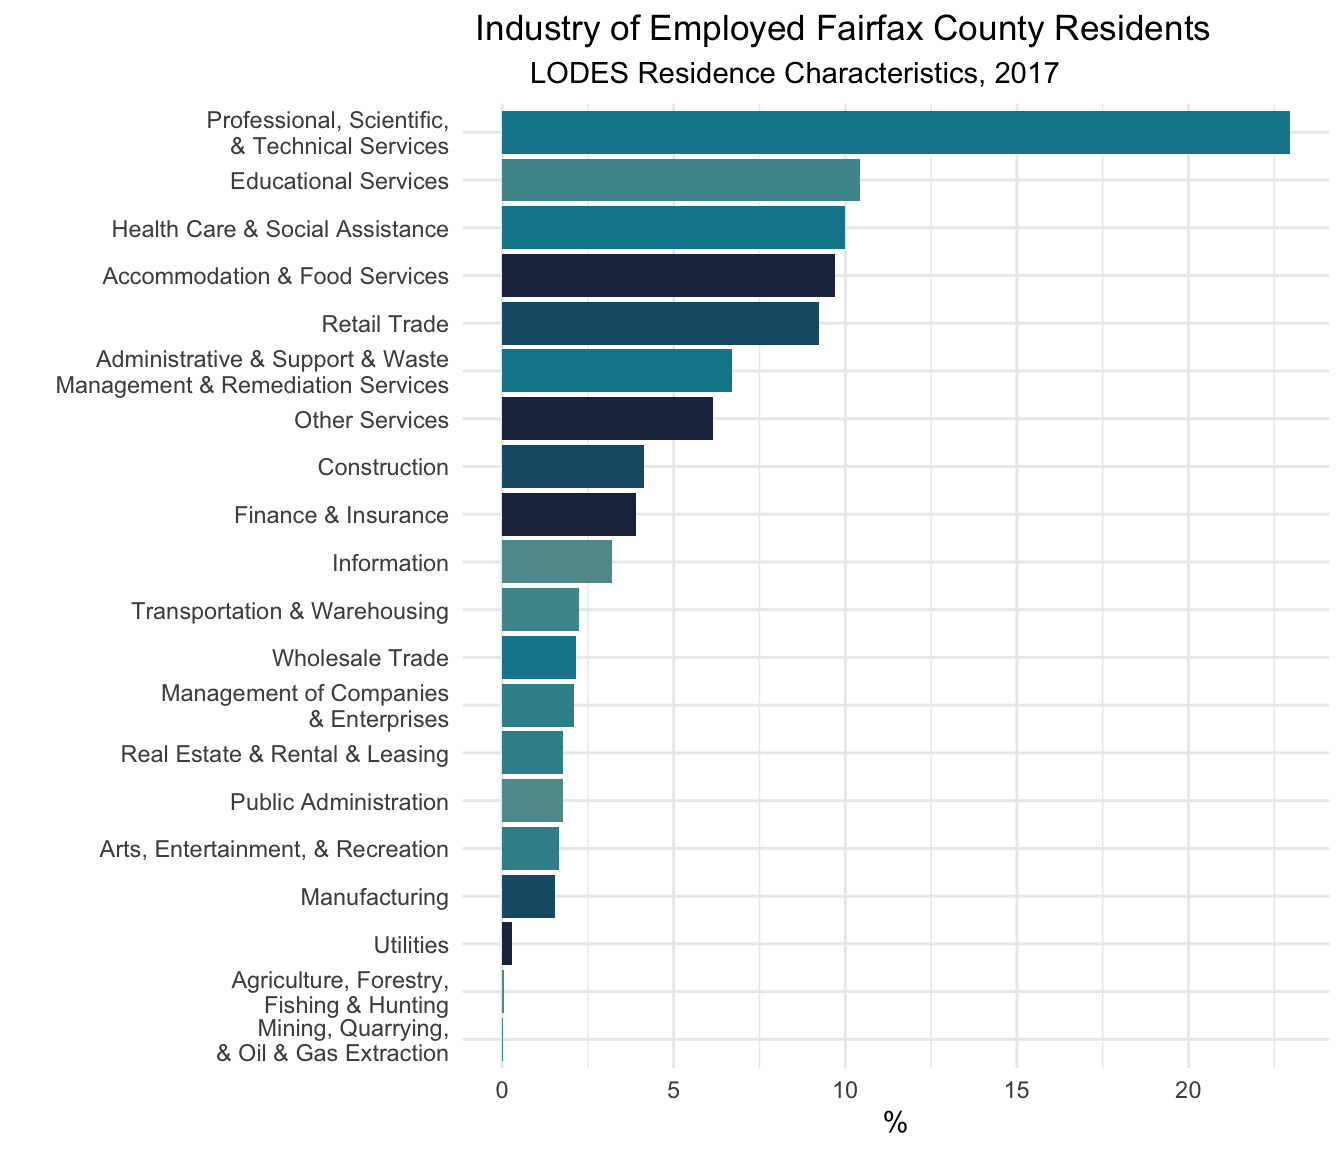 Industry of Employed Fairfax County Residents
LODES Residence Characteristics, 2017
Professional, Scientific,
& Technical Services
Educational Services
Health Care & Social Assistance
Accommodation & Food Services
Retail Trade
Administrative & Support & Waste
Management & Remediation Services
Other Services
Construction
Finance & Insurance
Information
Transportation & Warehousing
Wholesale Trade
Management of Companies
& Enterprises
Real Estate & Rental & Leasing
Public Administration
Arts, Entertainment, & Recreation
Manufacturing
Utilities
Agriculture, Forestry,
Fishing & Hunting
Mining, Quarrying,
& Oil & Gas Extraction
0 5 10 15 20
%